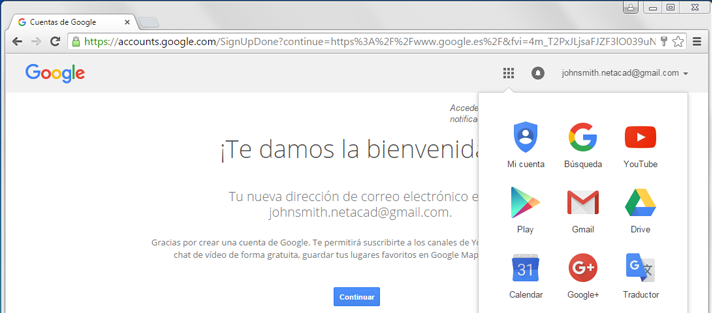 Cuentas de Google
https://accounts.google.com/SignUpDone?continue=https%3A%2F%2Fwww.google.es%2F&fvi=4m_T2PxJLjsaFJZF3lO039uN
Google
johnsmith.netacad@gmail.com
Accede
notifica
¡Te damos la bienvenida
Tu nueva dirección de correo electrónico e
johnsmith.netacad@gmail.com.
Gracias por crear una cuenta de Google. Te permitirá suscribirte a los canales de Yo
chat de vídeo de forma gratuita, guardar tus lugares favoritos en Google Map
Continuar
Mi cuenta Búsqueda YouTube
Play Gmail Drive
31
Calendar Google+ Traductor